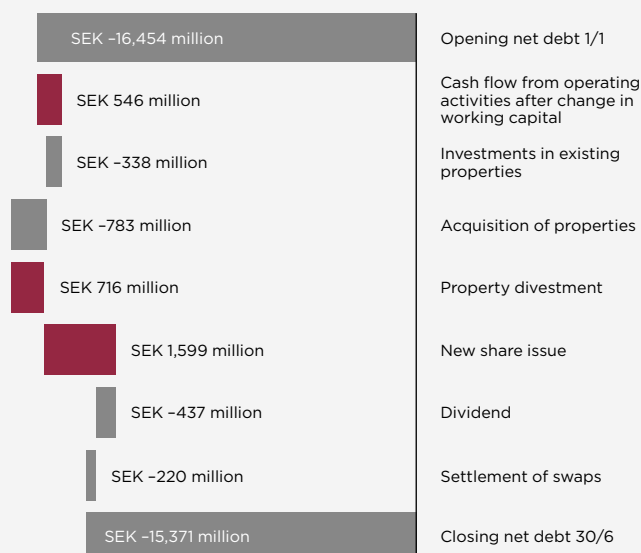 SEK –16,454 million
Opening net debt 1/1
SEK 546 million
Cash flow from operating
activities after change in
working capital
SEK –338 million
Investments in existing
properties
SEK –783 million
Acquisition of properties
SEK 716 million
Property divestment
SEK 1,599 million
New share issue
SEK –437 million
Dividend
SEK –220 million
Settlement of swaps
SEK –15,371 million
Closing net debt 30/6